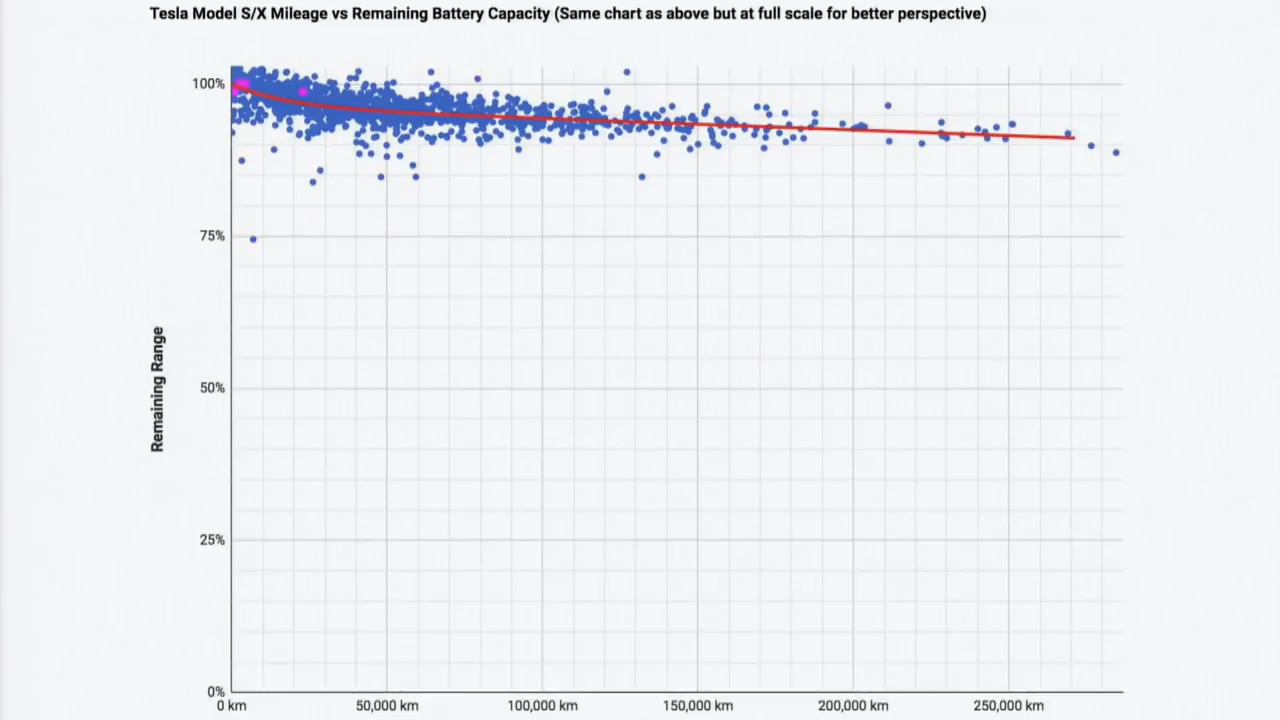 Tesla Model S/X Mileage vs Remaining Battery Capacity (Same chart as above but at full scale for better perspective)
100%
75%
50%
25%
0%
Remaining Range
0 km
50,000 km
100,000 km
150,000 km
200,000 km
250,000 km